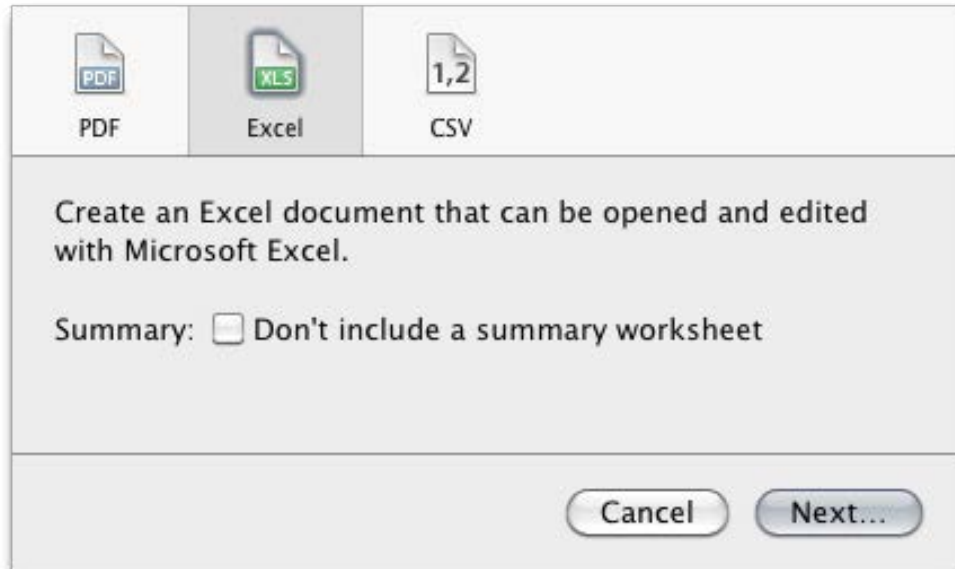 PDF XLS 1,2
PDF Excel CSV
Create an Excel document that can be opened and edited
with Microsoft Excel.
Summary: Don't include a summary worksheet
Cancel Next...